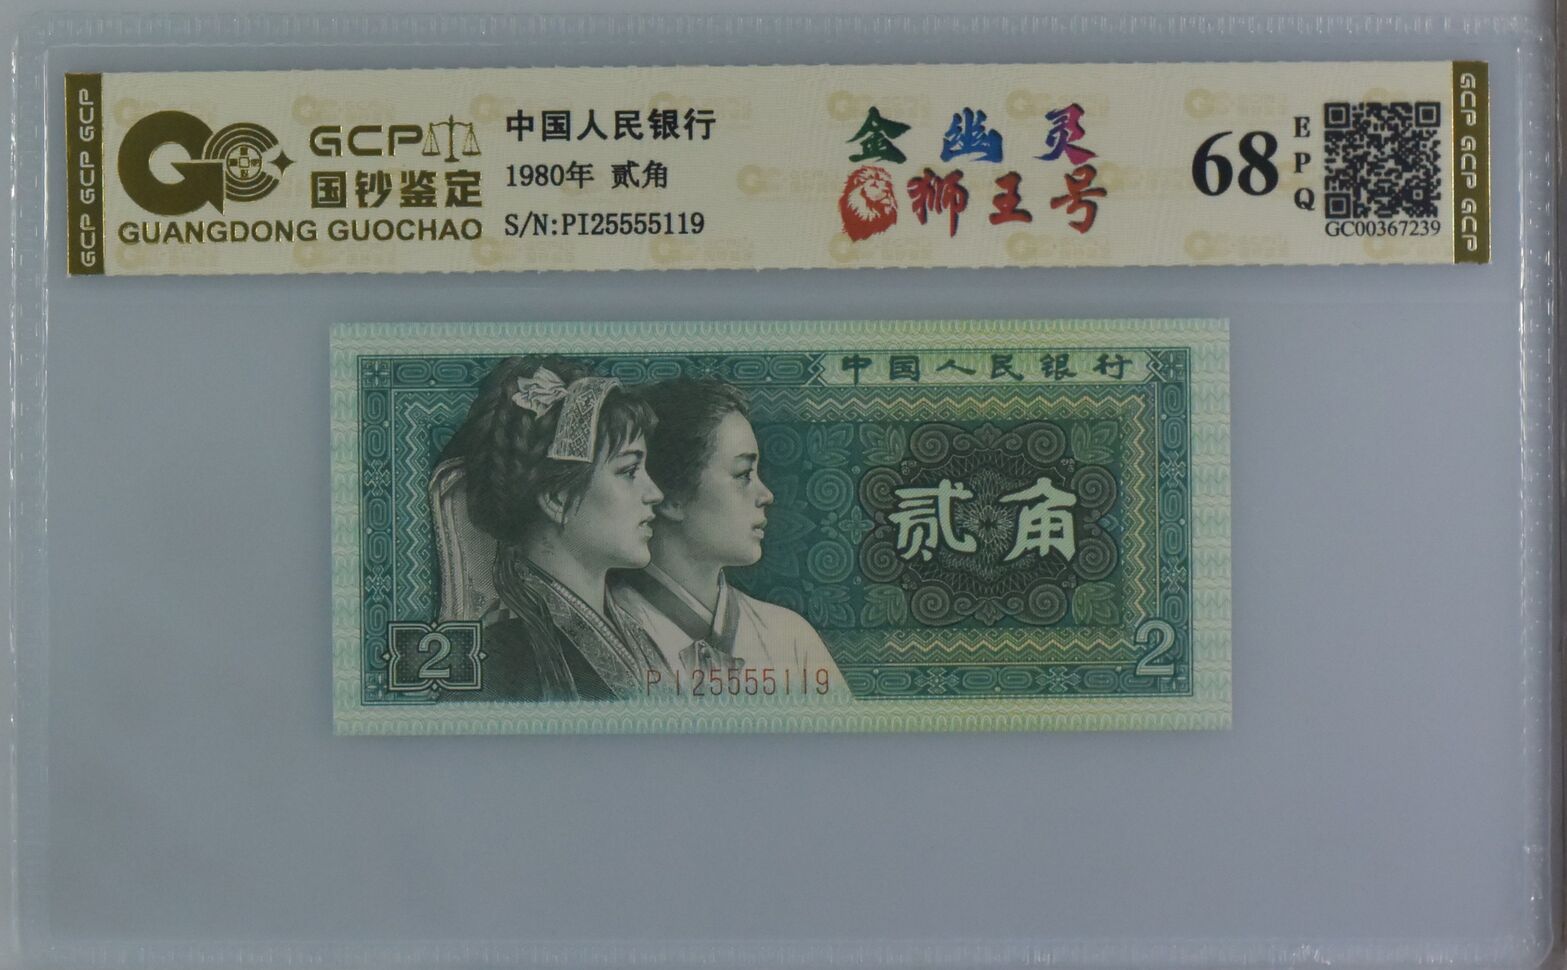 GCP GCP GCP
GCP
国钞鉴定
GUANGDONG GUOCHAO
中国人民银行
1980年 贰角
S/N:PI25555119
金幽灵
狮王号
68
EPQ
GC00367239
GCP GCP GCP
中国人民银行
贰角
2
2
PI25555119